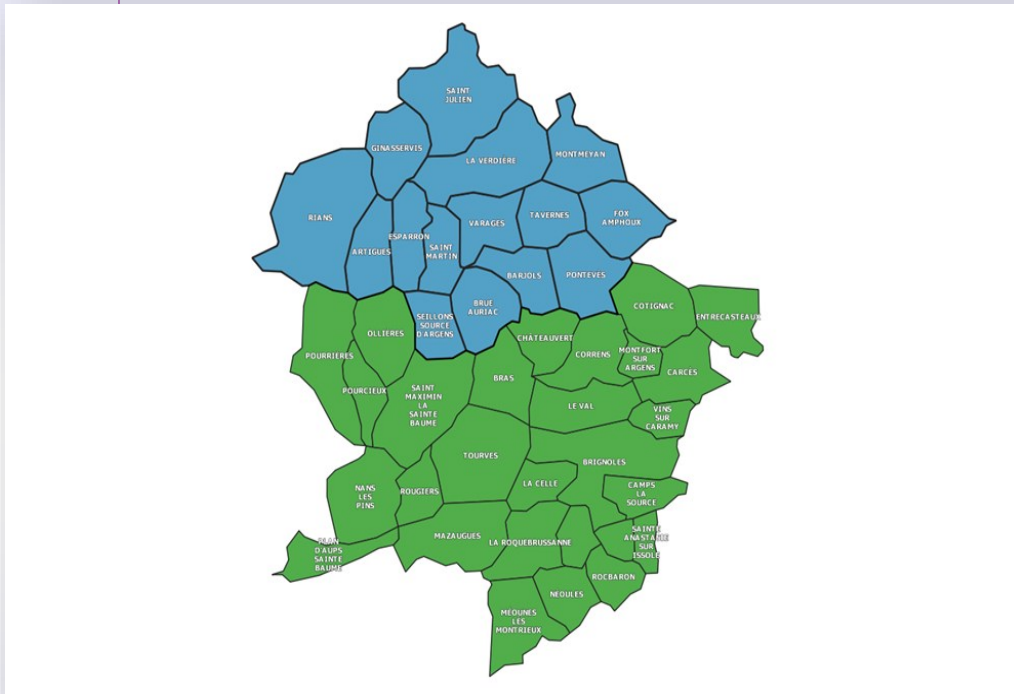 SAINT
JULIEN
GINASSERVIS
LA VERDIERE
MONTMEYAN
RIANS
ARTIGUES
ESPARRON
SAINT
MARTIN
VARAGES
TAVERNES
FOX
AMPHOUX
BARJOLS
PONTEVES
SEILLONS
SOURCE
D'ARGENS
BRUE
AURIAC
COTIGNAC
ENTRECASTEAUX
POURRIERES
OLLIERES
POURCIEUX
SAINT
MAXIMIN
LA
SAINTE
BAUME
BRAS
CHÂTEAUVERT
CORRENS
MONTFORT
SUR
ARGENS
CARCES
LE VAL
VINS
SUR
CARAMY
TOURVES
BRIGNOLES
LA CELLE
CAMPS
LA
SOURCE
NANS
LES
PINS
ROUGIERS
MAZAUGUES
LA ROQUEBRUSSANNE
SAINTE
ANASTASIE
SUR
ISSOLE
PLAN
D'AUPS
SAINTE
BAUME
ROCBARON
NEOULES
MÉOUNES
LES
MONTRIEUX